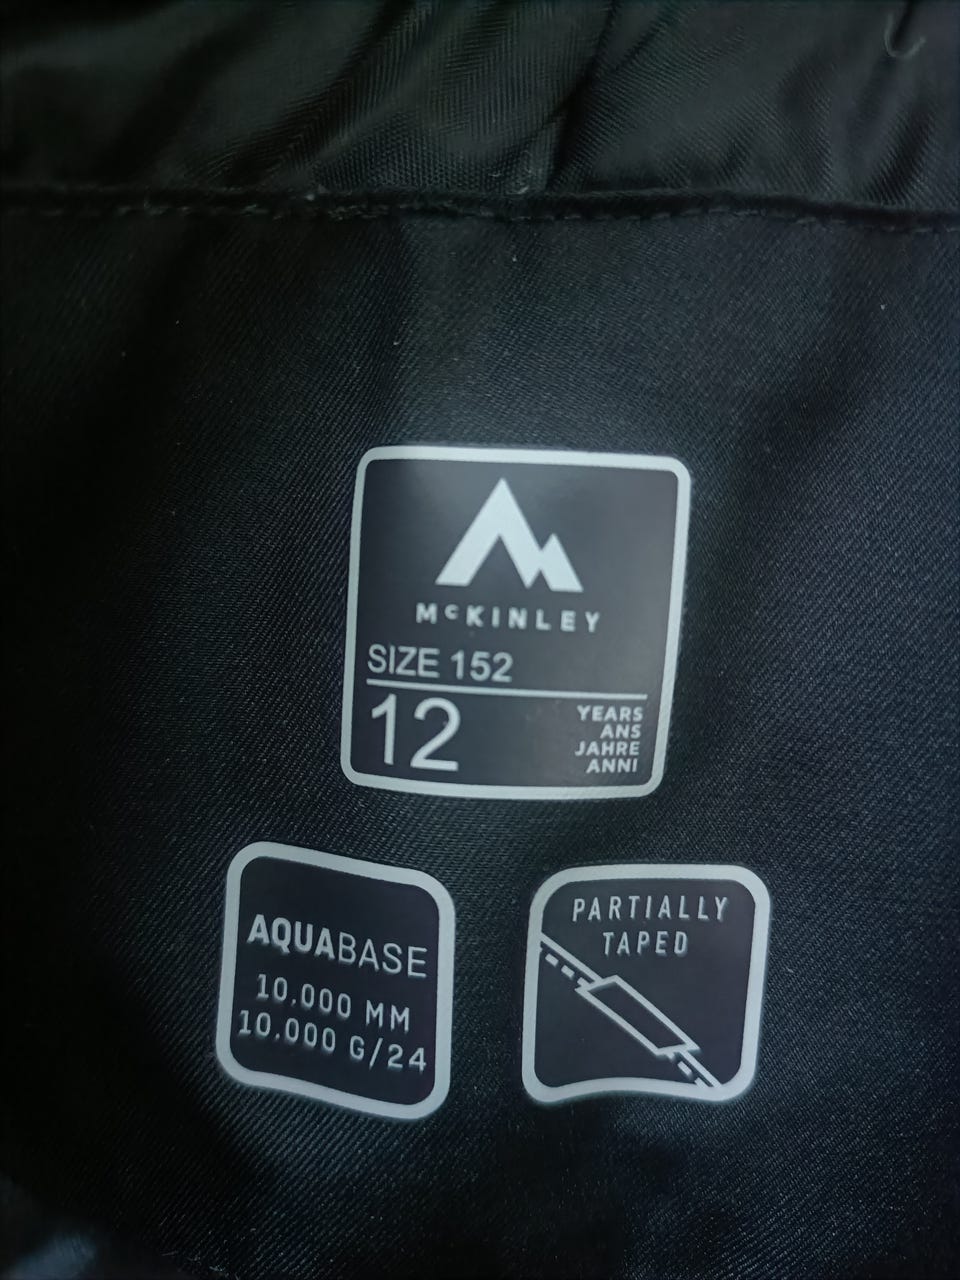 McKINLEY
SIZE 152
12
YEARS
ANS
JAHRE
ANNI
AQUABASE
10.000 MM
10.000 G/24
PARTIALLY
TAPED